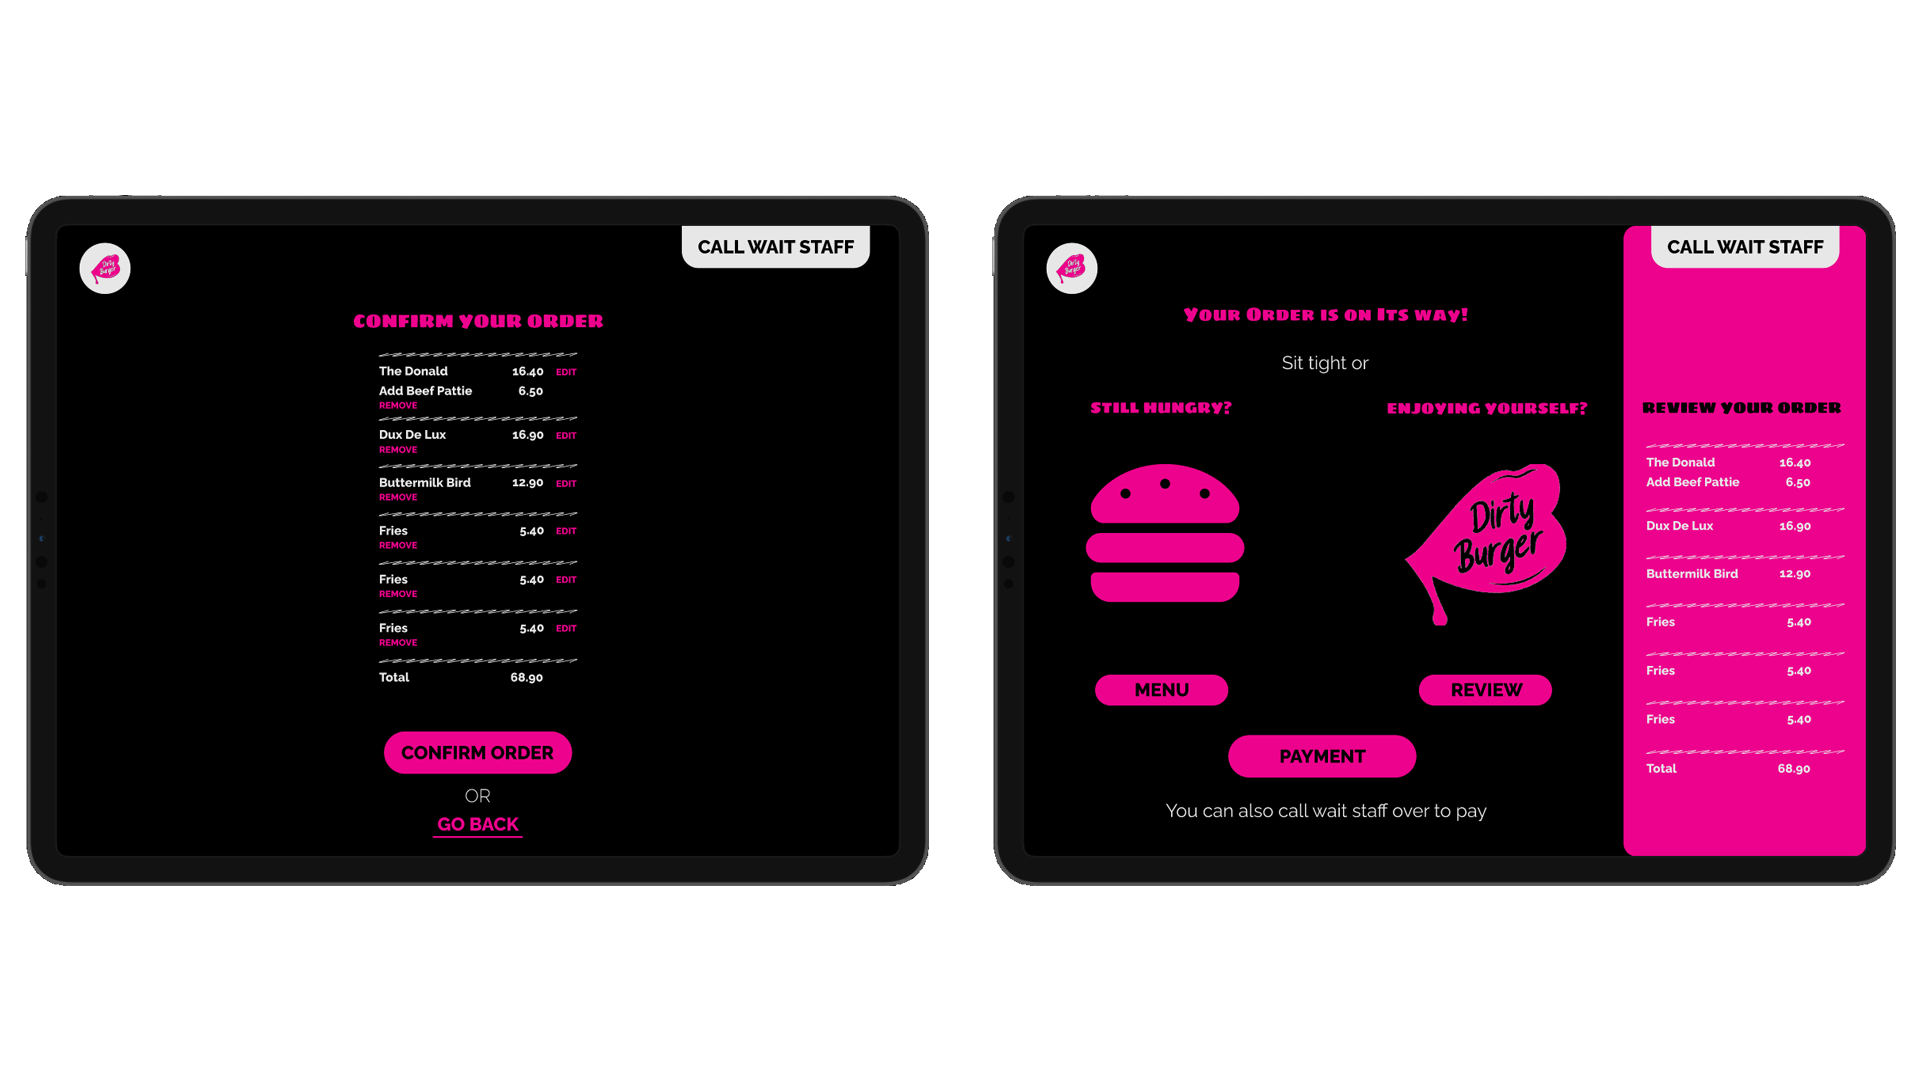 Dirty
Burger
CALL WAIT STAFF
CONFIRM YOUR ORDER
The Donald 16.40 EDIT
Add Beef Pattie 6.50
REMOVE
Dux De Lux 16.90 EDIT
REMOVE
Buttermilk Bird 12.90 EDIT
REMOVE
Fries 5.40 EDIT
REMOVE
Fries 5.40 EDIT
REMOVE
Fries 5.40 EDIT
REMOVE
Total 68.90
CONFIRM ORDER
OR
GO BACK
Dirty
Burger
YOUR ORDER IS ON ITS WAY!
Sit tight or
STILL HUNGRY?
ENJOYING YOURSELF?
Dirty
Burger
MENU
REVIEW
PAYMENT
You can also call wait staff over to pay
CALL WAIT STAFF
REVIEW YOUR ORDER
The Donald 16.40
Add Beef Pattie 6.50
Dux De Lux 16.90
Buttermilk Bird 12.90
Fries 5.40
Fries 5.40
Fries 5.40
Total 68.90